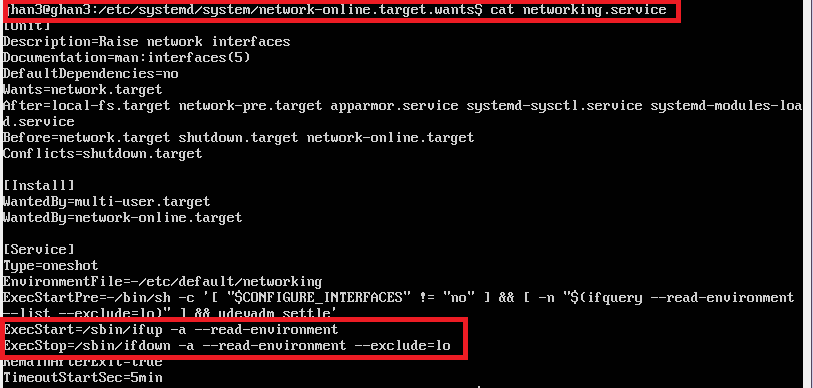 ghan3@ghan3:/etc/systemd/system/network-online.target.wants$ cat networking.service
[Unit]
Description=Raise network interfaces
Documentation=man:interfaces(5)
DefaultDependencies=no
Wants=network.target
After=local-fs.target network-pre.target apparmor.service systemd-sysctl.service systemd-modules-loa
d.service
Before=network.target shutdown.target network-online.target
Conflicts=shutdown.target
[Install]
WantedBy=multi-user.target
WantedBy=network-online.target
[Service]
Type=oneshot
EnvironmentFile=-/etc/default/networking
ExecStartPre=-/bin/sh -c '[ "$CONFIGURE_INTERFACES" != "no" ] && [ -n "$(ifquery --read-environment
--list --exclude=lo)" ] && udevadm settle'
ExecStart=/sbin/ifup -a --read-environment
ExecStop=/sbin/ifdown -a --read-environment --exclude=lo
RemainAfterExit=true
TimeoutStartSec=5min